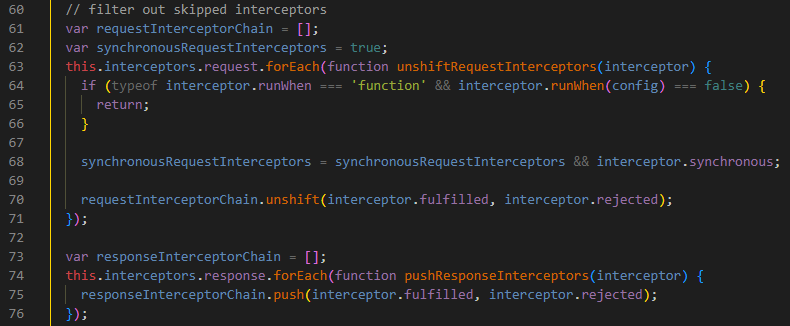 60 // filter out skipped interceptors
61 var requestInterceptorChain = [];
62 var synchronousRequestInterceptors = true;
63 this.interceptors.request.forEach(function unshiftRequestInterceptors(interceptor) {
64 if (typeof interceptor.runWhen === 'function' && interceptor.runWhen(config) === false) {
65 return;
66 }
67
68 synchronousRequestInterceptors = synchronousRequestInterceptors && interceptor.synchronous;
69
70 requestInterceptorChain.unshift(interceptor.fulfilled, interceptor.rejected);
71 });
72
73 var responseInterceptorChain = [];
74 this.interceptors.response.forEach(function pushResponseInterceptors(interceptor) {
75 responseInterceptorChain.push(interceptor.fulfilled, interceptor.rejected);
76 });